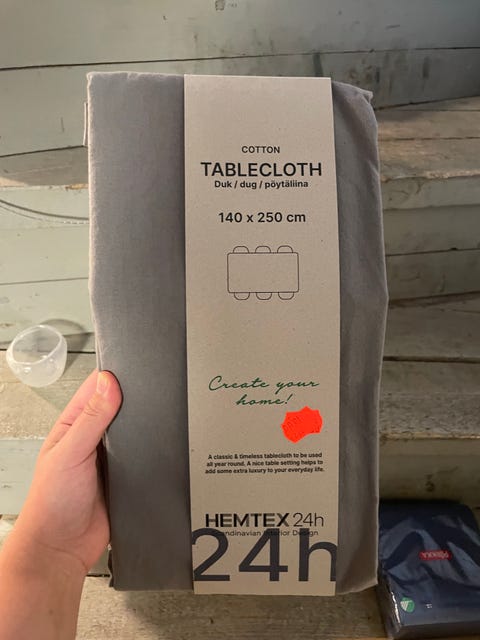 COTTON
TABLECLOTH
Duk / dug / pöytäliina
140 x 250 cm
Create your
home!
A classic & timeless tablecloth to be used
all year round. A nice table setting helps to
add some extra luxury to your everyday life.
HEMTEX 24h
Scandinavian Interior Design
24h
PIRKKA